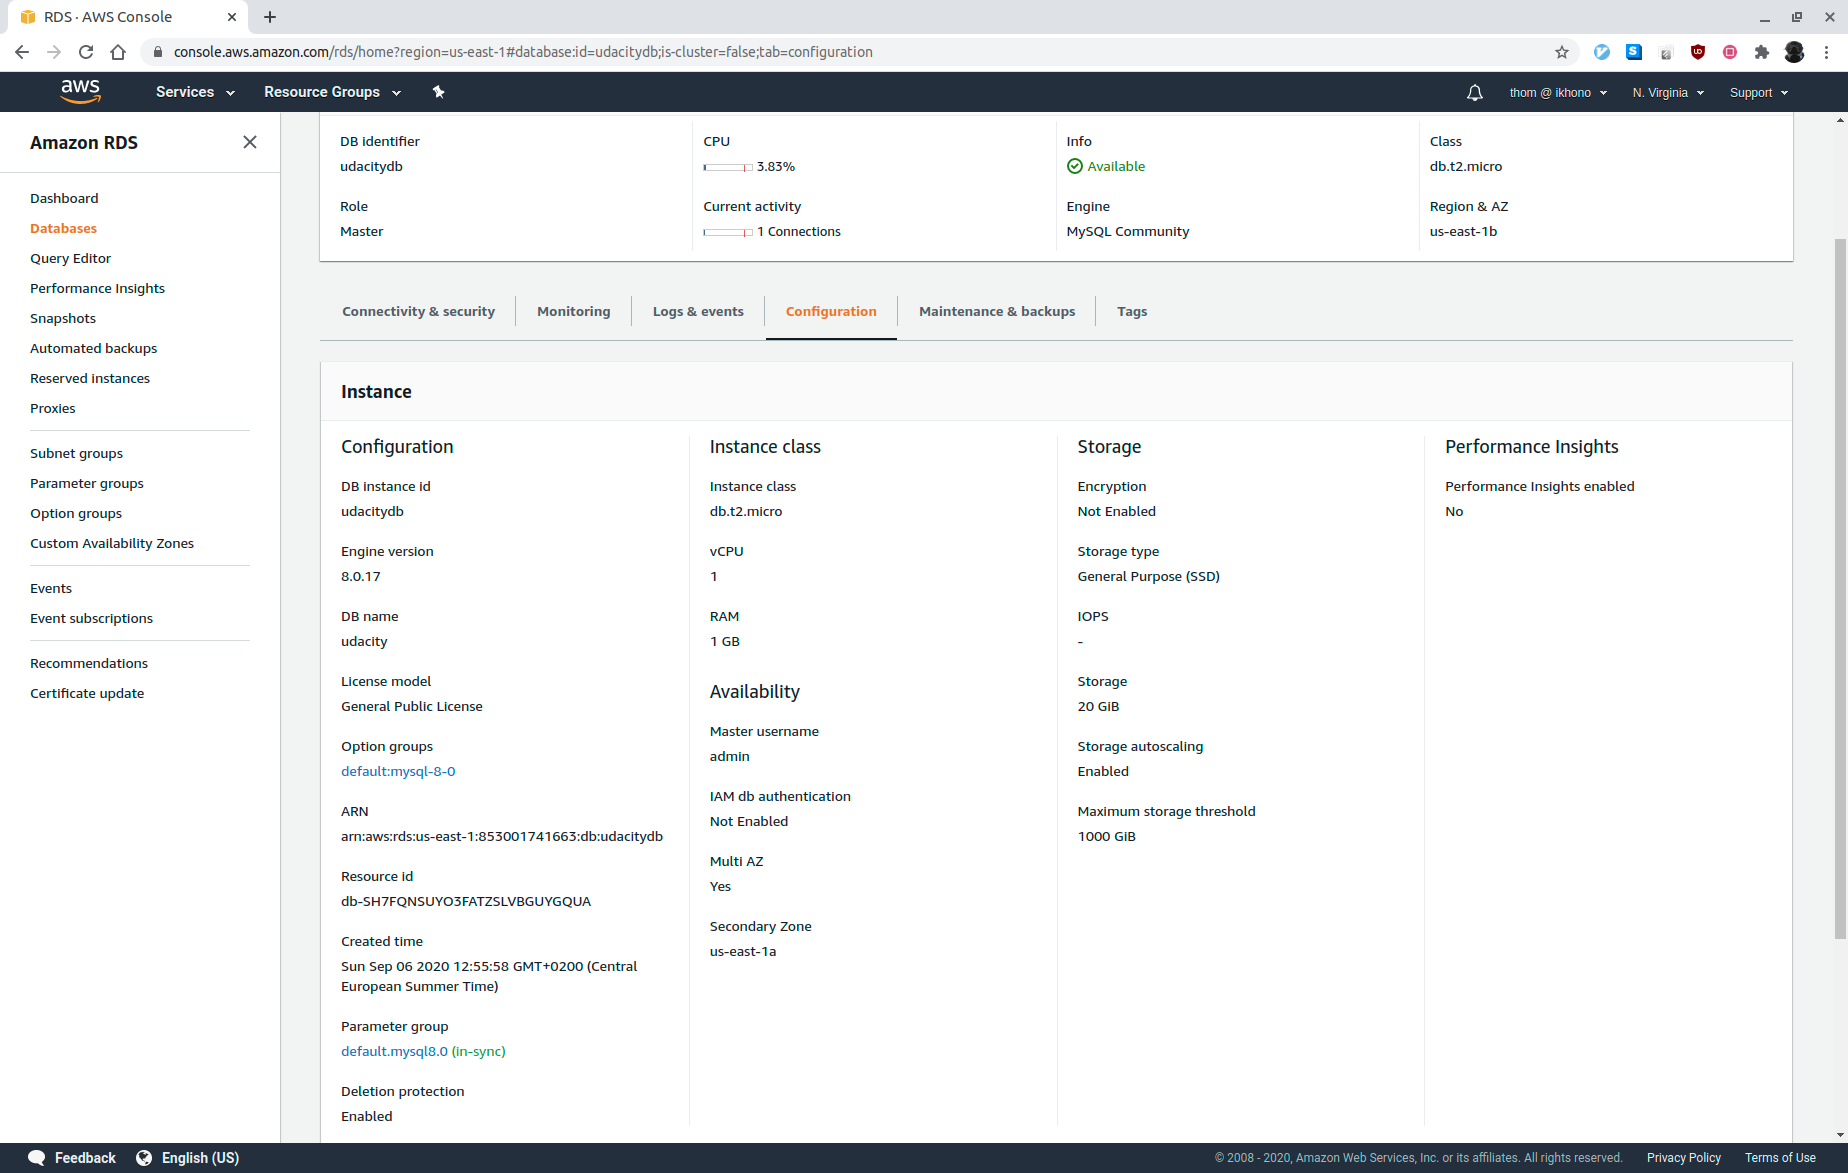 RDS · AWS Console
console.aws.amazon.com/rds/home?region=us-east-1#database:id=udacitydb;is-cluster=false;tab=configuration
aws
Services
Resource Groups
thom @ ikhono
N. Virginia
Support
Amazon RDS
Dashboard
Databases
Query Editor
Performance Insights
Snapshots
Automated backups
Reserved instances
Proxies
Subnet groups
Parameter groups
Option groups
Custom Availability Zones
Events
Event subscriptions
Recommendations
Certificate update
DB identifier
udacitydb
CPU
3.83%
Info
Available
Class
db.t2.micro
Role
Master
Current activity
1 Connections
Engine
MySQL Community
Region & AZ
us-east-1b
Connectivity & security
Monitoring
Logs & events
Configuration
Maintenance & backups
Tags
Instance
Configuration
DB instance id
udacitydb
Engine version
8.0.17
DB name
udacity
License model
General Public License
Option groups
default:mysql-8-0
ARN
arn:aws:rds:us-east-1:853001741663:db:udacitydb
Resource id
db-SH7FQNSUYO3FATZSLVBGUYGQUA
Created time
Sun Sep 06 2020 12:55:58 GMT+0200 (Central
European Summer Time)
Parameter group
default.mysql8.0 (in-sync)
Deletion protection
Enabled
Instance class
Instance class
db.t2.micro
vCPU
1
RAM
1 GB
Availability
Master username
admin
IAM db authentication
Not Enabled
Multi AZ
Yes
Secondary Zone
us-east-1a
Storage
Encryption
Not Enabled
Storage type
General Purpose (SSD)
IOPS
-
Storage
20 GiB
Storage autoscaling
Enabled
Maximum storage threshold
1000 GiB
Performance Insights
Performance Insights enabled
No
Feedback
English (US)
© 2008 - 2020, Amazon Web Services, Inc. or its affiliates. All rights reserved.
Privacy Policy
Terms of Use